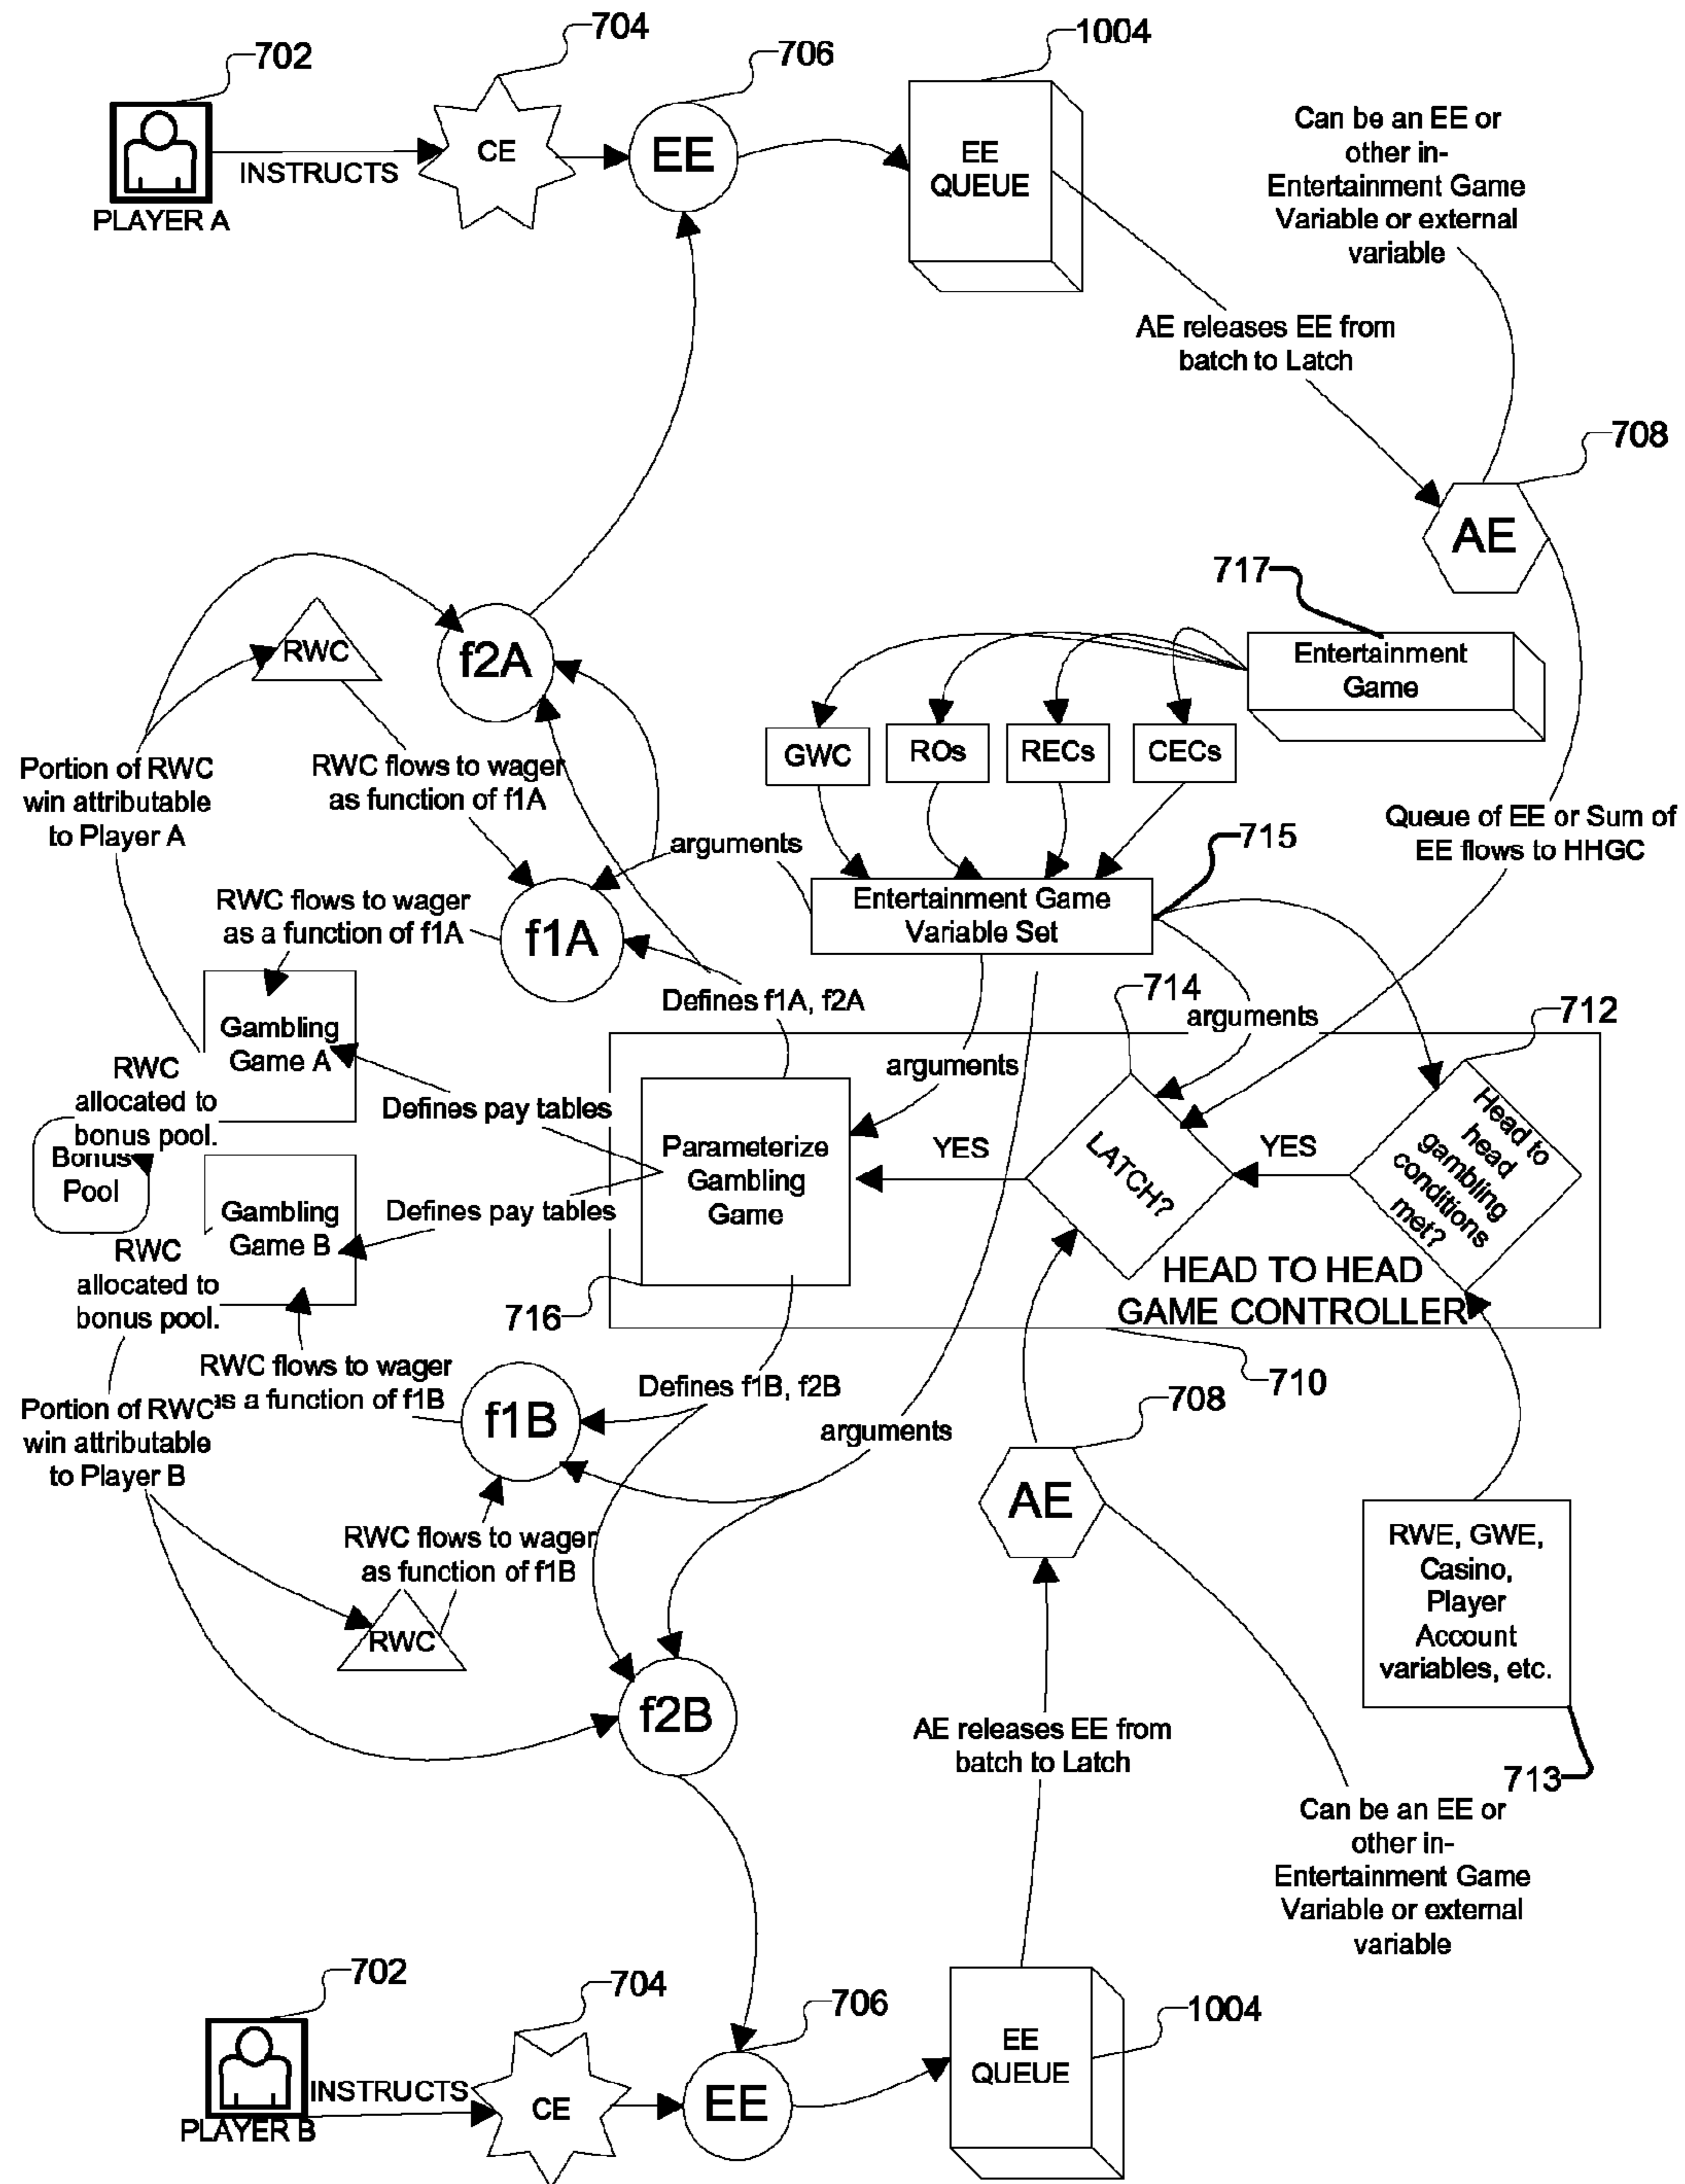 702
704
706
1004
PLAYER A
INSTRUCTS
CE
EE
EE
QUEUE
Can be an EE or
other in-
Entertainment Game
Variable or external
variable
AE releases EE from
batch to Latch
708
AE
717
Entertainment
Game
RWC
f2A
GWC
ROs
RECs
CECs
Portion of RWC
win attributable
to Player A
RWC flows to wager
as function of f1A
arguments
715
Queue of EE or Sum of
EE flows to HHGC
Entertainment Game
Variable Set
RWC flows to wager
as a function of f1A
f1A
Defines f1A, f2A
714
arguments
712
Gambling
Game A
RWC
allocated to
bonus pool.
Bonus
Pool
Defines pay tables
arguments
Parameterize
Gambling
Game
YES
LATCH?
YES
Head to
head
gambling
conditions
met?
Gambling
Game B
Defines pay tables
RWC
allocated to
bonus pool.
HEAD TO HEAD
GAME CONTROLLER
716
710
RWC flows to wager
as a function of f1B
f1B
Defines f1B, f2B
arguments
708
AE
Portion of RWC
win attributable
to Player B
RWC flows to wager
as function of f1B
RWC
RWE, GWE,
Casino,
Player
Account
variables, etc.
713
f2B
AE releases EE from
batch to Latch
Can be an EE or
other in-
Entertainment Game
Variable or external
variable
702
704
706
1004
PLAYER B
INSTRUCTS
CE
EE
EE
QUEUE